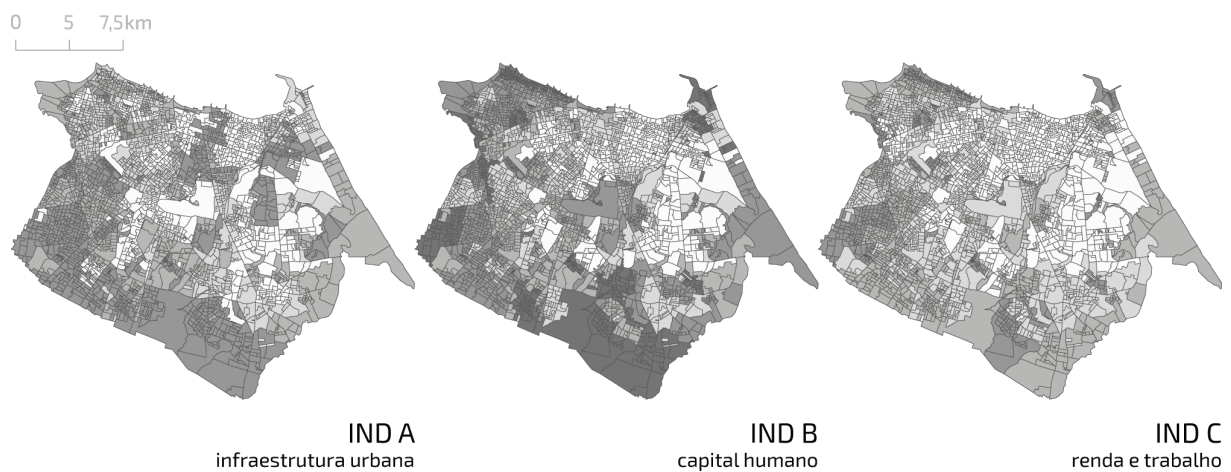 0 5 7,5km
IND A
infraestrutura urbana
IND B
capital humano
IND C
renda e trabalho